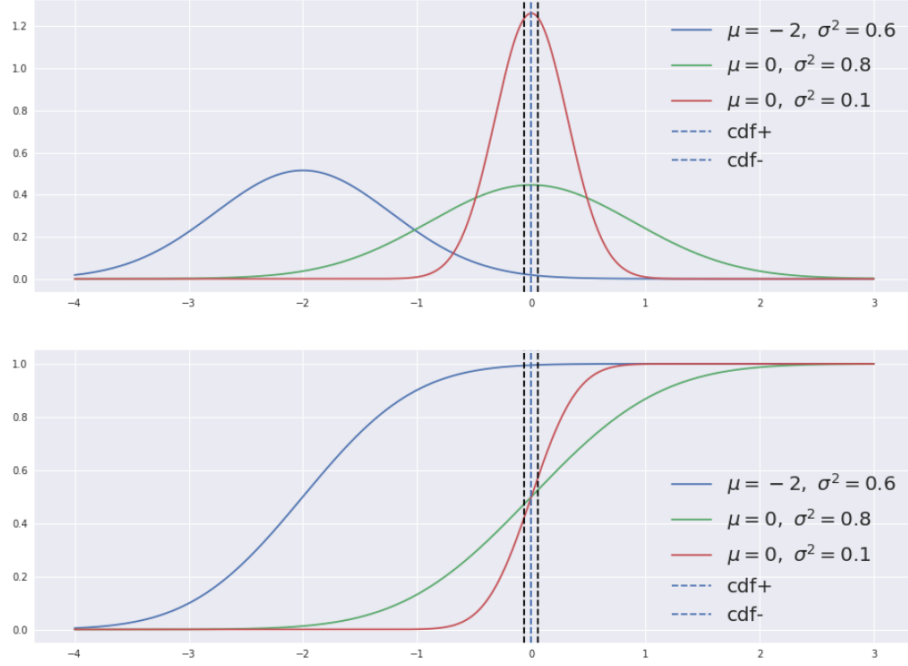 1.2
1.0
0.8
0.6
0.4
0.2
0.0
−4 −3 −2 −1 0 1 2 3
μ = − 2, σ² = 0.6
μ = 0, σ² = 0.8
μ = 0, σ² = 0.1
cdf+
cdf-
1.0
0.8
0.6
0.4
0.2
0.0
−4 −3 −2 −1 0 1 2 3
μ = − 2, σ² = 0.6
μ = 0, σ² = 0.8
μ = 0, σ² = 0.1
cdf+
cdf-